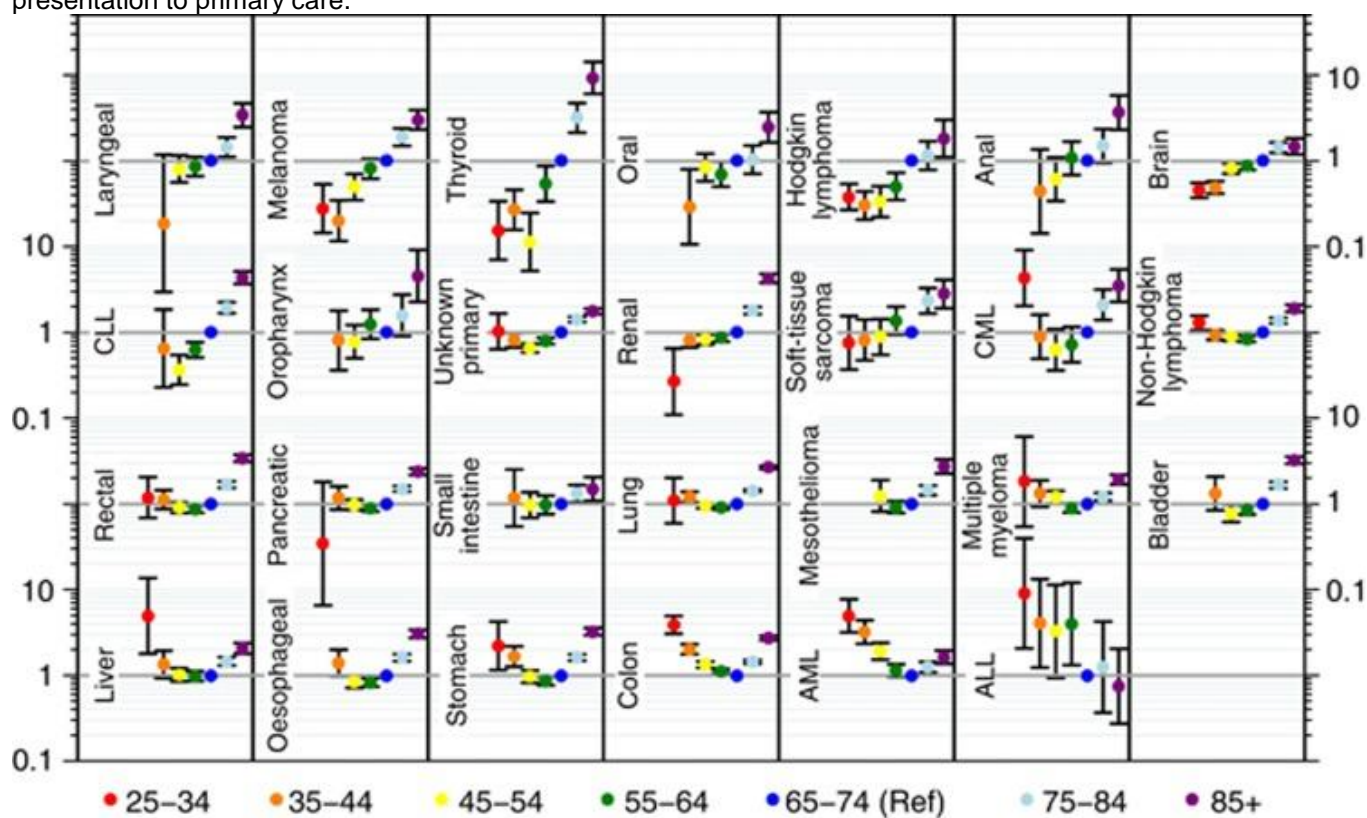 presentation to primary care.
10
Laryngeal
Melanoma
Thyroid
Oral
Hodgkin
lymphoma
Anal
Brain
1
10
0.1
CLL
Oropharynx
Unknown
primary
Renal
Soft-tissue
sarcoma
CML
Non-Hodgkin
lymphoma
1
0.1
10
Rectal
Pancreatic
Small
intestine
Lung
Mesothelioma
Multiple
myeloma
Bladder
1
10
0.1
Liver
Oesophageal
Stomach
Colon
AML
ALL
1
0.1
25–34 35–44 45–54 55–64 65–74 (Ref) 75–84 85+